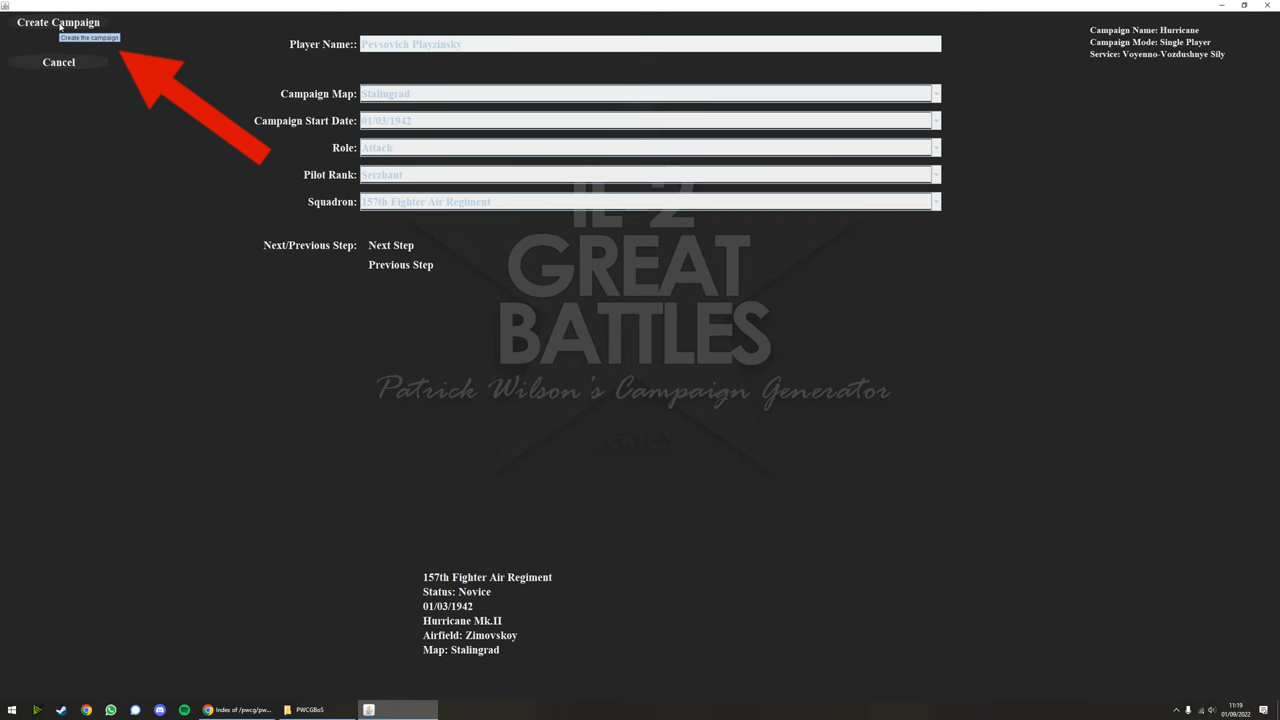 Create Campaign
Create the campaign
Cancel
Player Name:: Pevsovich Playzinsky
Campaign Map: Stalingrad
Campaign Start Date: 01/03/1942
Role: Attack
Pilot Rank: Serzhant
Squadron: 157th Fighter Air Regiment
Next/Previous Step: Next Step
Previous Step
Campaign Name: Hurricane
Campaign Mode: Single Player
Service: Voyenno-Vozdushnye Sily
IL-2
GREAT
BATTLES
Patrick Wilson's Campaign Generator
157th Fighter Air Regiment
Status: Novice
01/03/1942
Hurricane Mk.II
Airfield: Zimovskoy
Map: Stalingrad
Index of /pwcg/pw...
PWCGBoS
11:19
01/09/2022